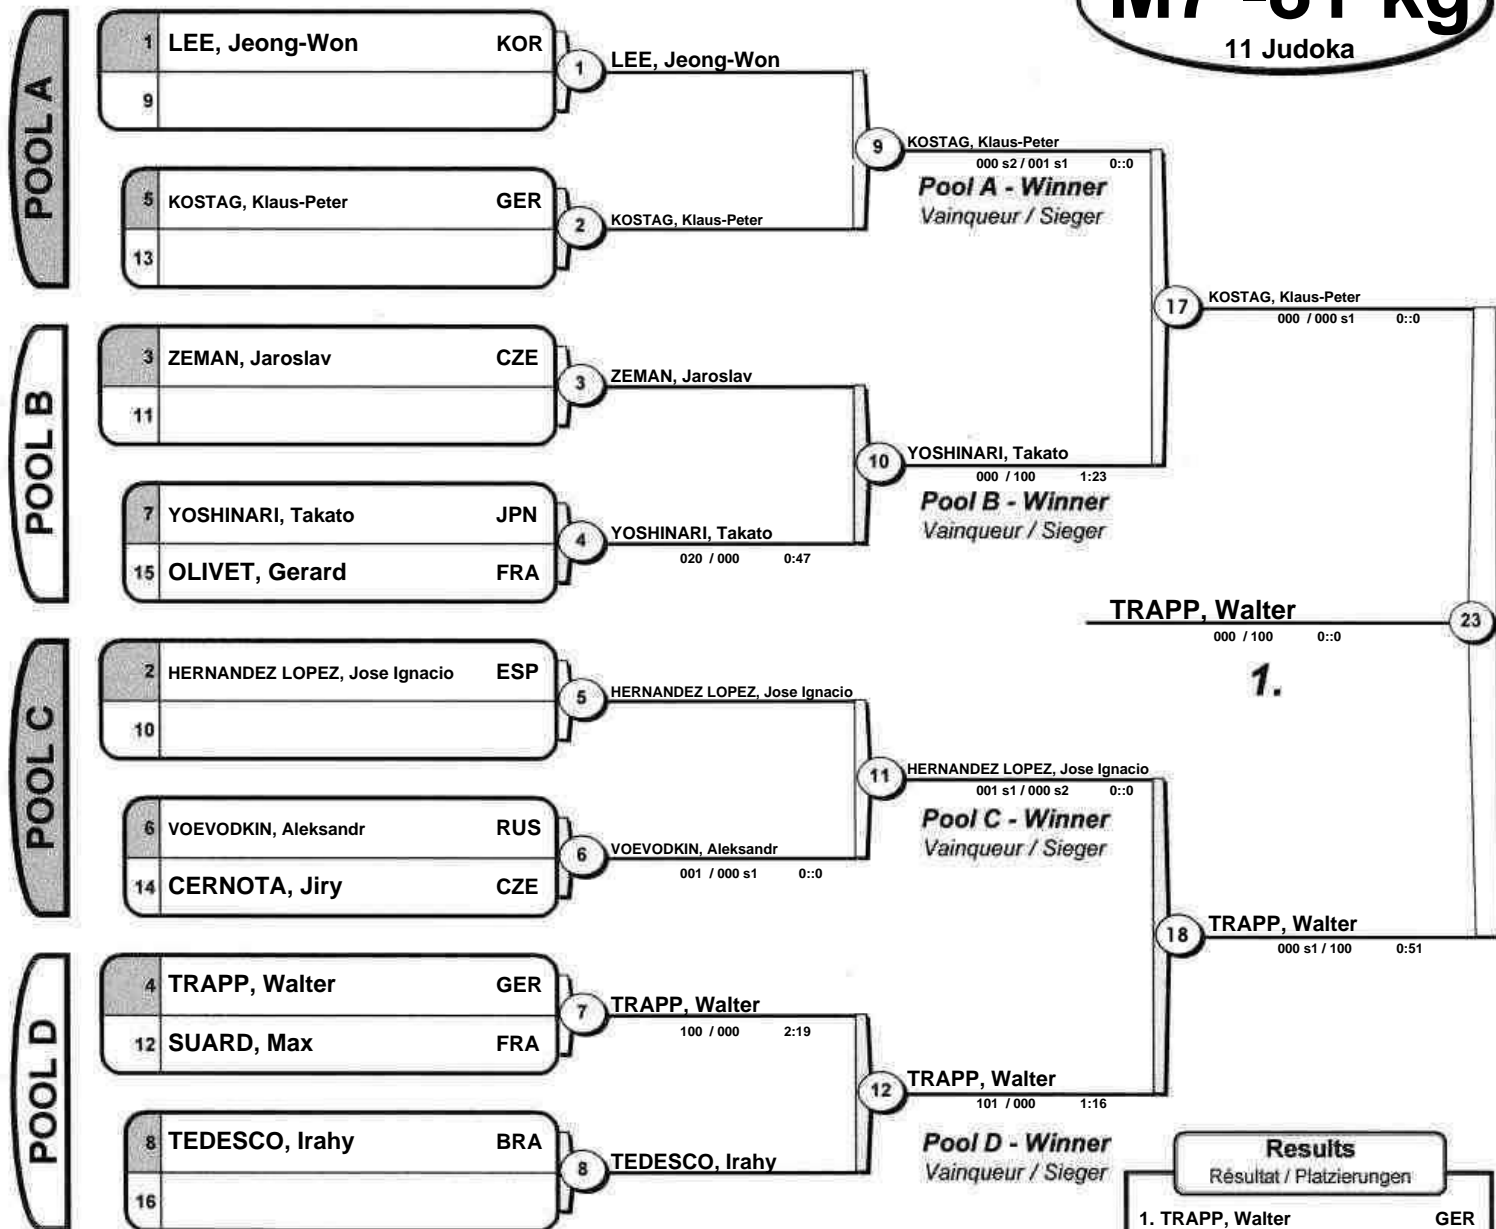 M7 -81 kg
11 Judoka
POOL A
1 LEE, Jeong-Won KOR
9
5 KOSTAG, Klaus-Peter GER
13
1 LEE, Jeong-Won
2 KOSTAG, Klaus-Peter
9 KOSTAG, Klaus-Peter
000 s2 / 001 s1 0::0
Pool A - Winner
Vainqueur / Sieger
POOL B
3 ZEMAN, Jaroslav CZE
11
7 YOSHINARI, Takato JPN
15 OLIVET, Gerard FRA
3 ZEMAN, Jaroslav
4 YOSHINARI, Takato
020 / 000 0:47
10 YOSHINARI, Takato
000 / 100 1:23
Pool B - Winner
Vainqueur / Sieger
17 KOSTAG, Klaus-Peter
000 / 000 s1 0::0
POOL C
2 HERNANDEZ LOPEZ, Jose Ignacio ESP
10
6 VOEVODKIN, Aleksandr RUS
14 CERNOTA, Jiry CZE
5 HERNANDEZ LOPEZ, Jose Ignacio
6 VOEVODKIN, Aleksandr
001 / 000 s1 0::0
11 HERNANDEZ LOPEZ, Jose Ignacio
001 s1 / 000 s2 0::0
Pool C - Winner
Vainqueur / Sieger
POOL D
4 TRAPP, Walter GER
12 SUARD, Max FRA
8 TEDESCO, Irahy BRA
16
7 TRAPP, Walter
100 / 000 2:19
8 TEDESCO, Irahy
12 TRAPP, Walter
101 / 000 1:16
Pool D - Winner
Vainqueur / Sieger
18 TRAPP, Walter
000 s1 / 100 0:51
TRAPP, Walter 23
000 / 100 0::0
1.
Results
Résultat / Platzierungen
1. TRAPP, Walter GER